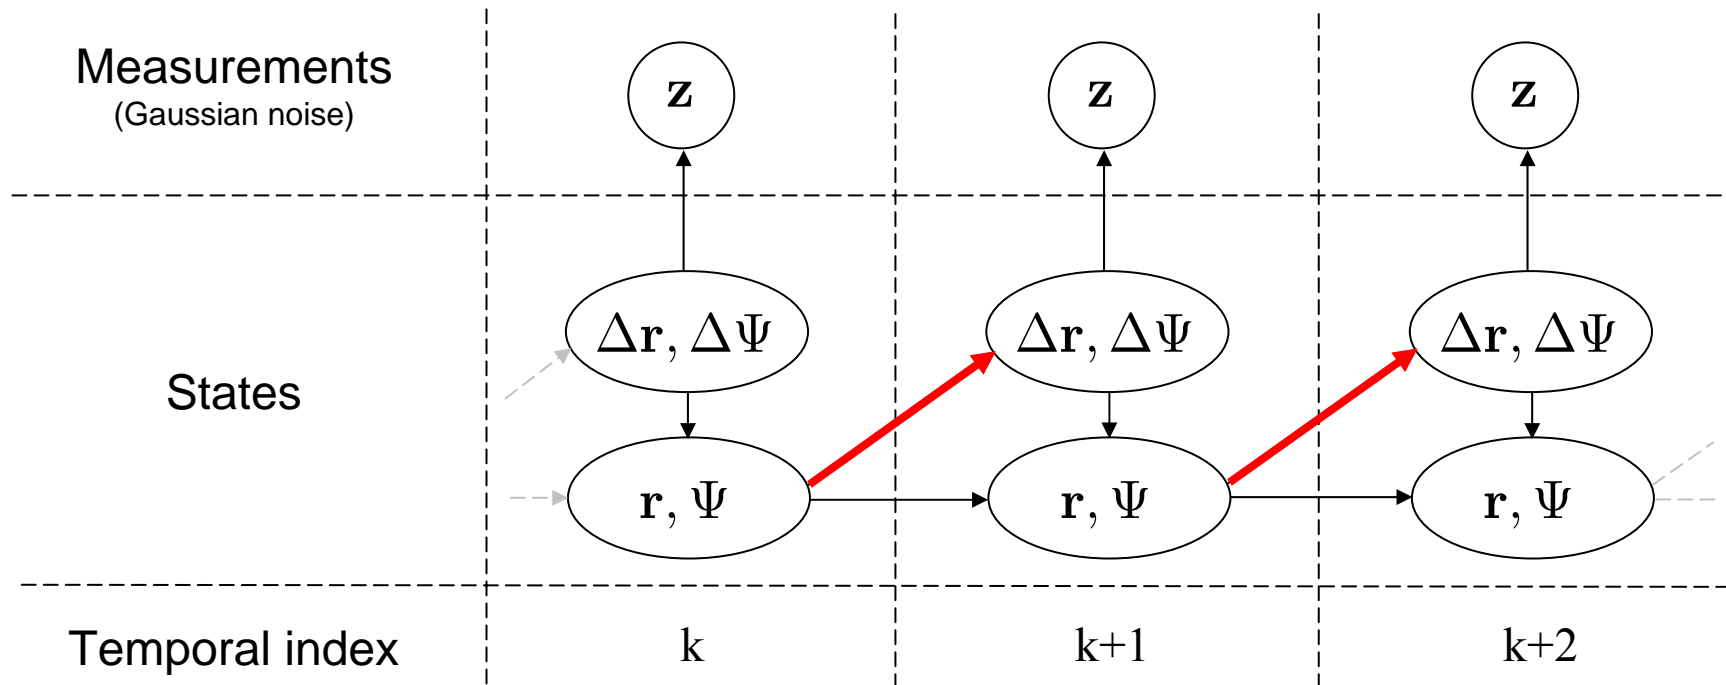 Measurements
(Gaussian noise)
z z z
States
Δr, ΔΨ Δr, ΔΨ Δr, ΔΨ
r, Ψ r, Ψ r, Ψ
Temporal index k k+1 k+2